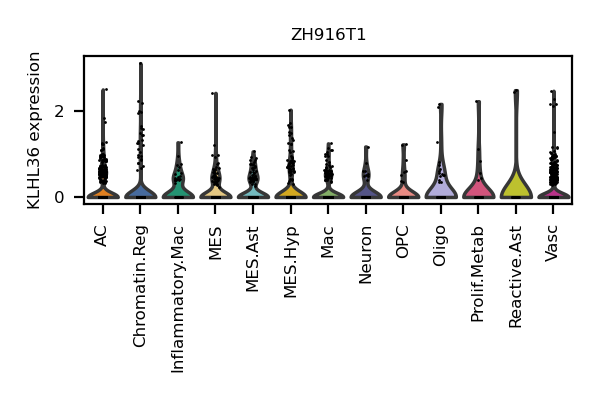 ZH916T1
KLHL36 expression
2
0
AC
Chromatin.Reg
Inflammatory.Mac
MES
MES.Ast
MES.Hyp
Mac
Neuron
OPC
Oligo
Prolif.Metab
Reactive.Ast
Vasc